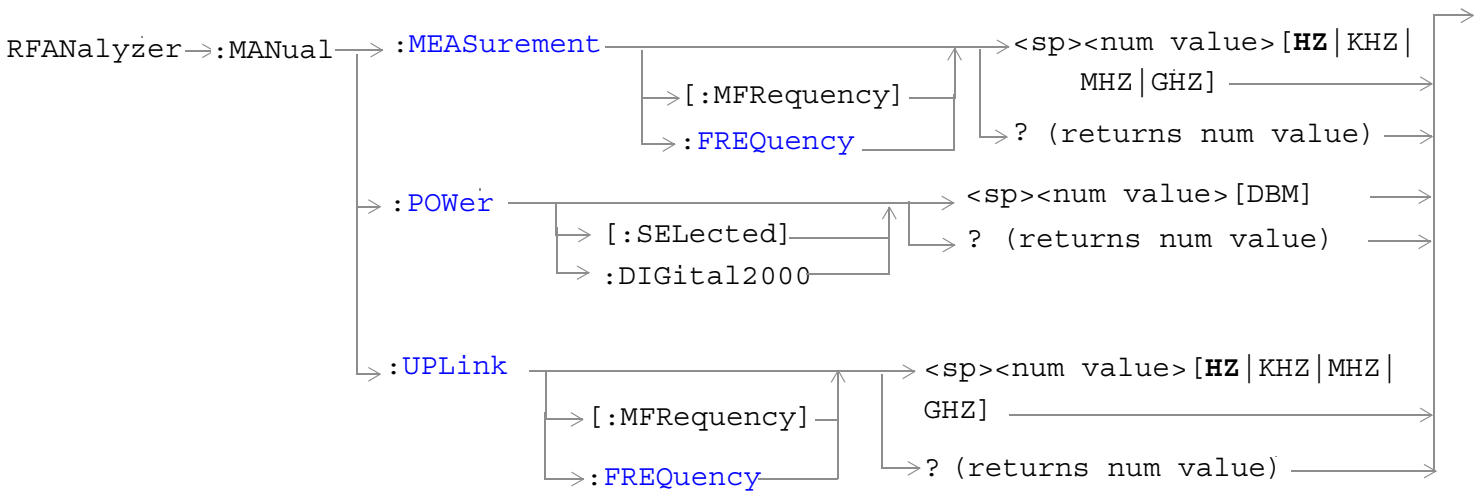 RFANalyzer :MANual :MEASurement <sp><num value>[HZ|KHZ|
MHZ|GHZ]
[:MFRequency]
:FREQuency
? (returns num value)
:POWer <sp><num value>[DBM]
[:SELected]
? (returns num value)
:DIGital2000
:UPLink <sp><num value>[HZ|KHZ|MHZ|
GHZ]
[:MFRequency]
:FREQuency
? (returns num value)